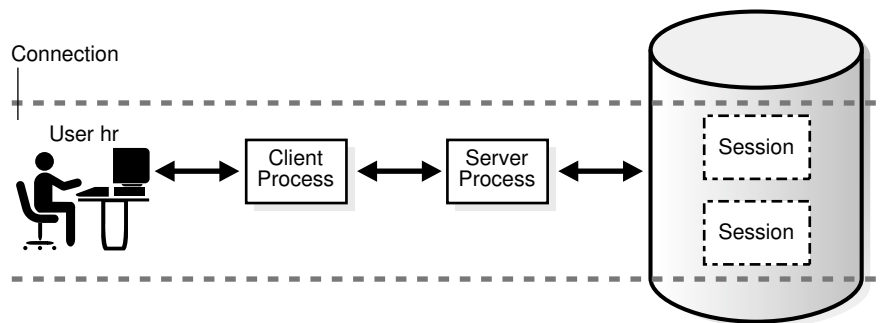 Connection
User hr
Client
Process
Server
Process
Session
Session